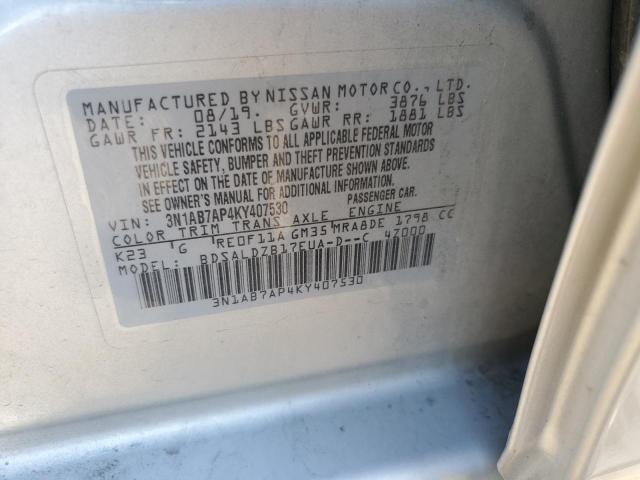 MANUFACTURED BY NISSAN MOTOR CO., LTD.
DATE: 08/19. GVWR: 3876 LBS
GAWR FR: 2143 LBS GAWR RR: 1881 LBS
THIS VEHICLE CONFORMS TO ALL APPLICABLE FEDERAL MOTOR
VEHICLE SAFETY, BUMPER AND THEFT PREVENTION STANDARDS
IN EFFECT ON THE DATE OF MANUFACTURE SHOWN ABOVE.
SEE OWNER'S MANUAL FOR ADDITIONAL INFORMATION.
VIN: 3N1AB7AP4KY407530 PASSENGER CAR.
COLOR TRIM TRANS AXLE ENGINE
K23 G RE0F11A GM35 MRA8DE 1798 CC
MODEL: BDSALDZB17EUA-D--C 47000
3N1AB7AP4KY407530